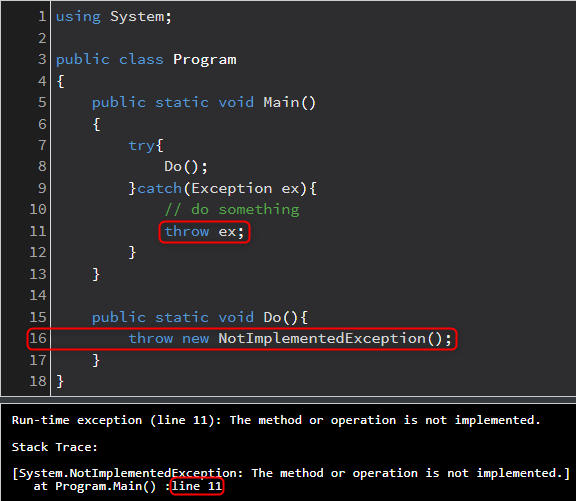 1 using System;
2
3 public class Program
4 {
5     public static void Main()
6     {
7         try{
8             Do();
9         }catch(Exception ex){
10             // do something
11             throw ex;
12         }
13     }
14
15     public static void Do(){
16         throw new NotImplementedException();
17     }
18 }
Run-time exception (line 11): The method or operation is not implemented.
Stack Trace:
[System.NotImplementedException: The method or operation is not implemented.]
   at Program.Main() :line 11